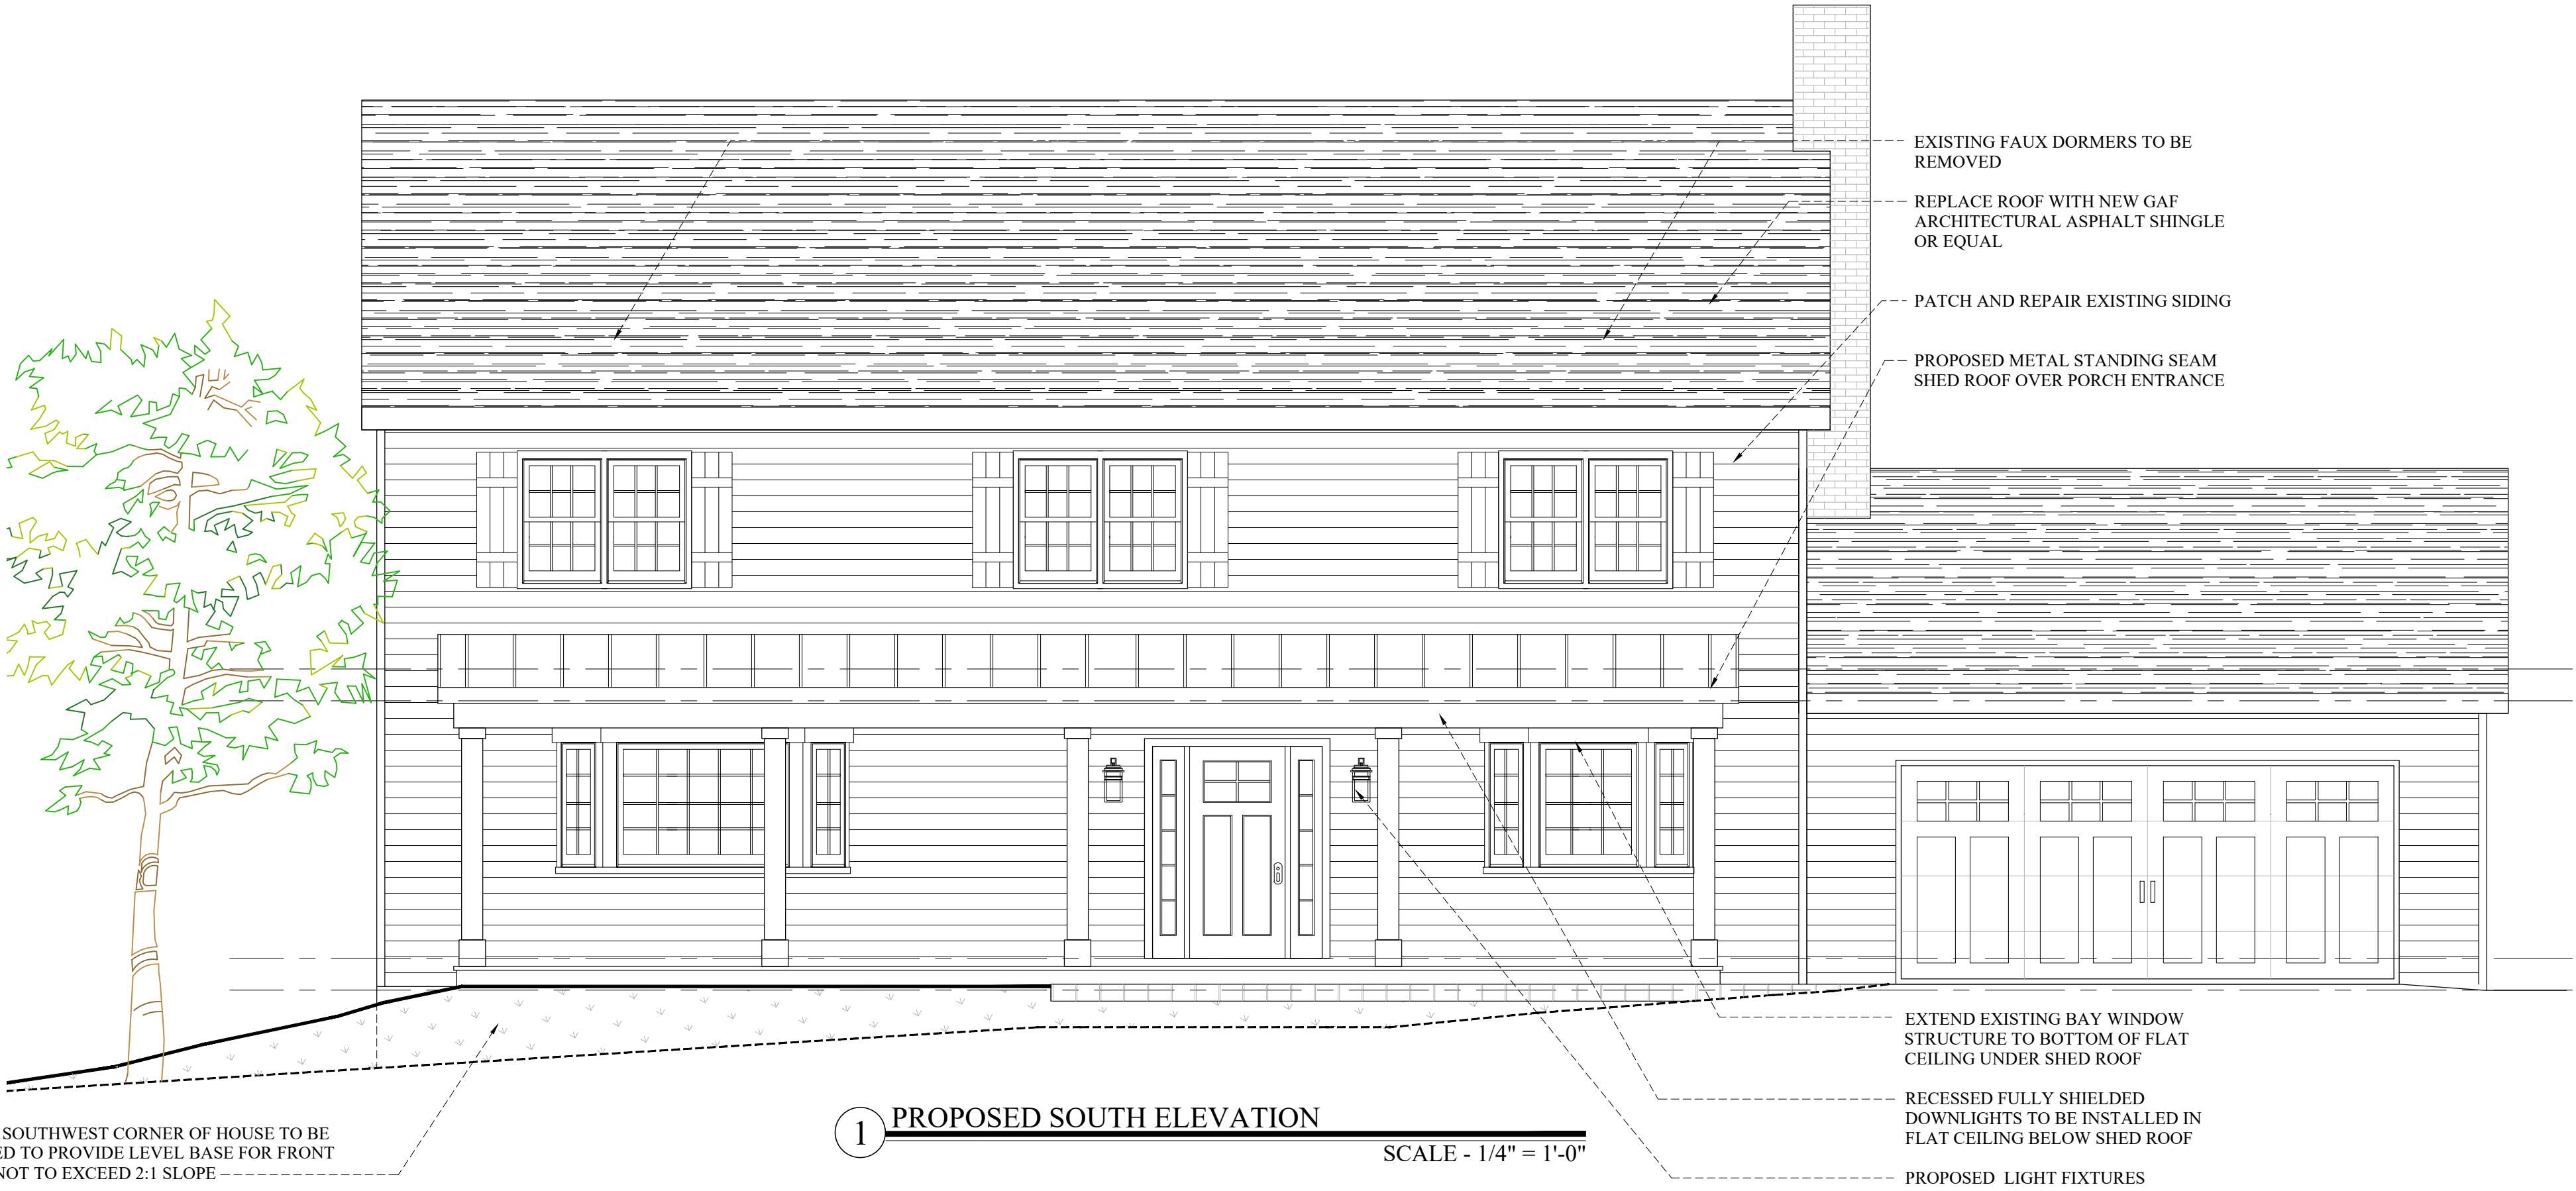 EXISTING FAUX DORMERS TO BE
REMOVED
REPLACE ROOF WITH NEW GAF
ARCHITECTURAL ASPHALT SHINGLE
OR EQUAL
PATCH AND REPAIR EXISTING SIDING
PROPOSED METAL STANDING SEAM
SHED ROOF OVER PORCH ENTRANCE
EXTEND EXISTING BAY WINDOW
STRUCTURE TO BOTTOM OF FLAT
CEILING UNDER SHED ROOF
RECESSED FULLY SHIELDED
DOWNLIGHTS TO BE INSTALLED IN
FLAT CEILING BELOW SHED ROOF
PROPOSED LIGHT FIXTURES
SOUTHWEST CORNER OF HOUSE TO BE
ED TO PROVIDE LEVEL BASE FOR FRONT
NOT TO EXCEED 2:1 SLOPE
1 PROPOSED SOUTH ELEVATION
SCALE - 1/4" = 1'-0"